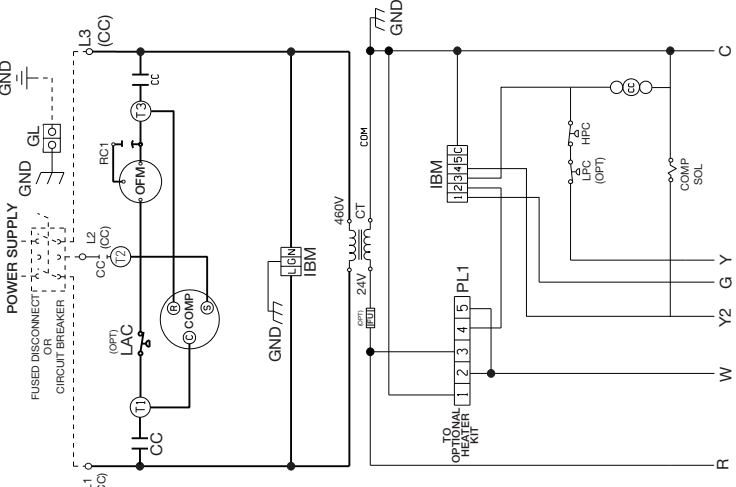 GND
L3
(CC)
GND
GL
CC
T3
RC1
OFM
GND
COM
IBM
C
5
4
3
2
1
CC
HPC
LPC
(OPT)
COMP
SOL
C
POWER SUPPLY
L2
(CC)
CC
T2
460V
CT
IBM
L
G
N
24V
R
S
C
COMP
Y
G
Y2
FUSED DISCONNECT
OR
CIRCUIT BREAKER
(OPT)
LAC
GND
(OPT)
FU
PL1
5
4
3
2
1
T1
CC
TO
OPTIONAL
HEATER
KIT
W
R
L1